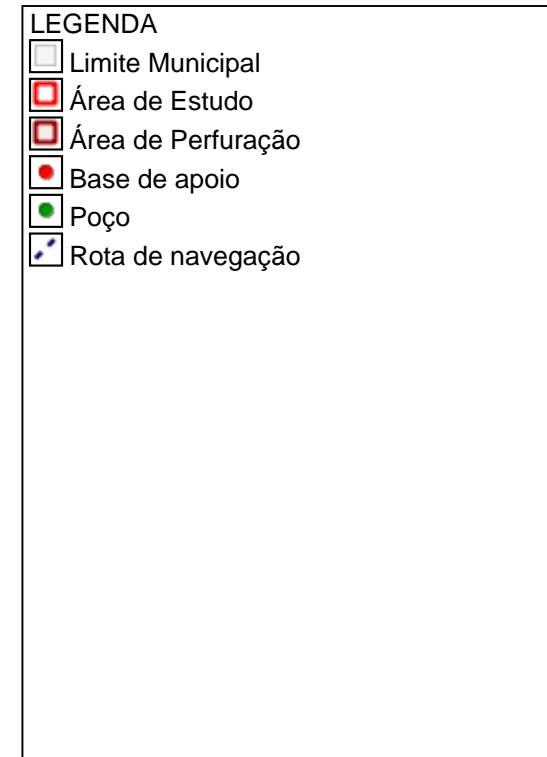 LEGENDA
Limite Municipal
Área de Estudo
Área de Perfuração
Base de apoio
Poço
Rota de navegação